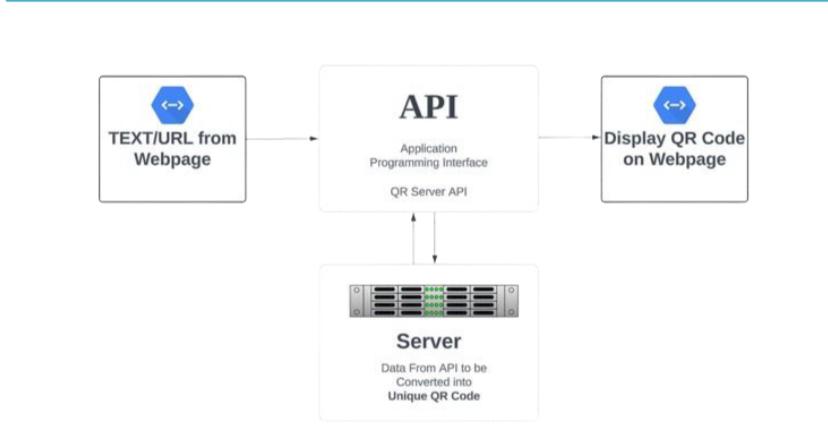 TEXT/URL from
Webpage
API
Application
Programming Interface
QR Server API
Display QR Code
on Webpage
Server
Data From API to be
Converted into
Unique QR Code